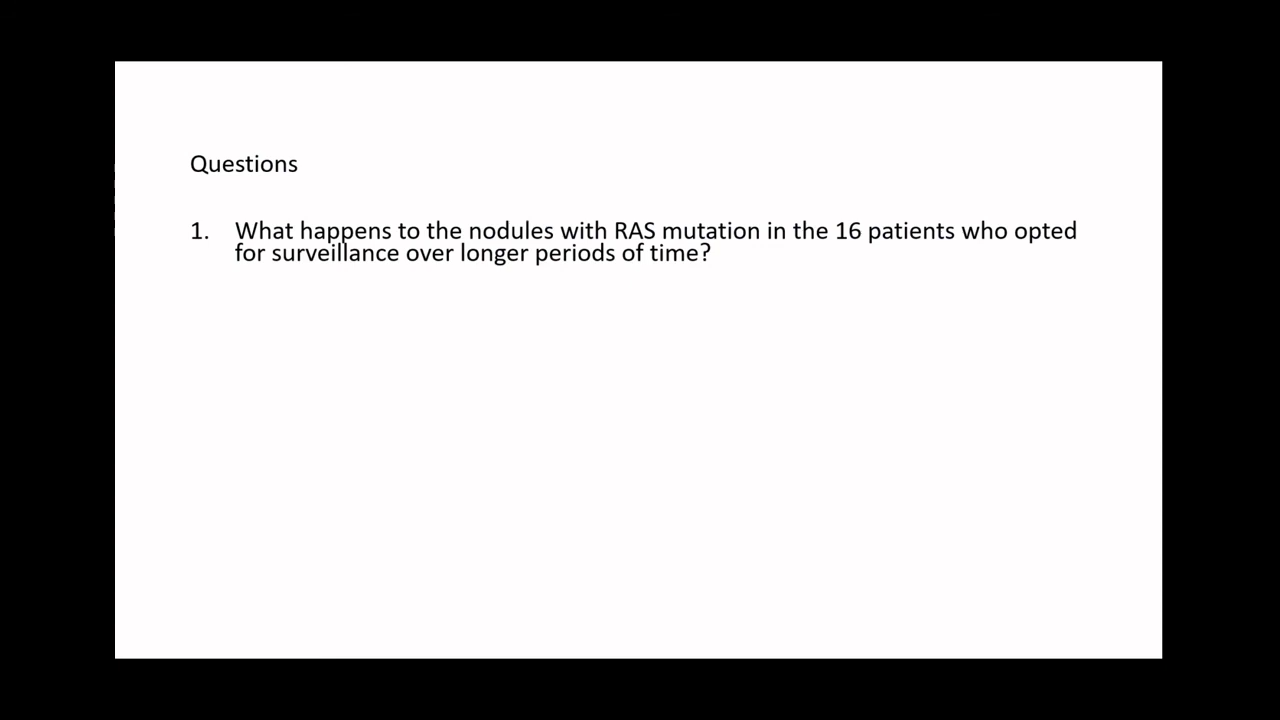 Questions
1. What happens to the nodules with RAS mutation in the 16 patients who opted
for surveillance over longer periods of time?